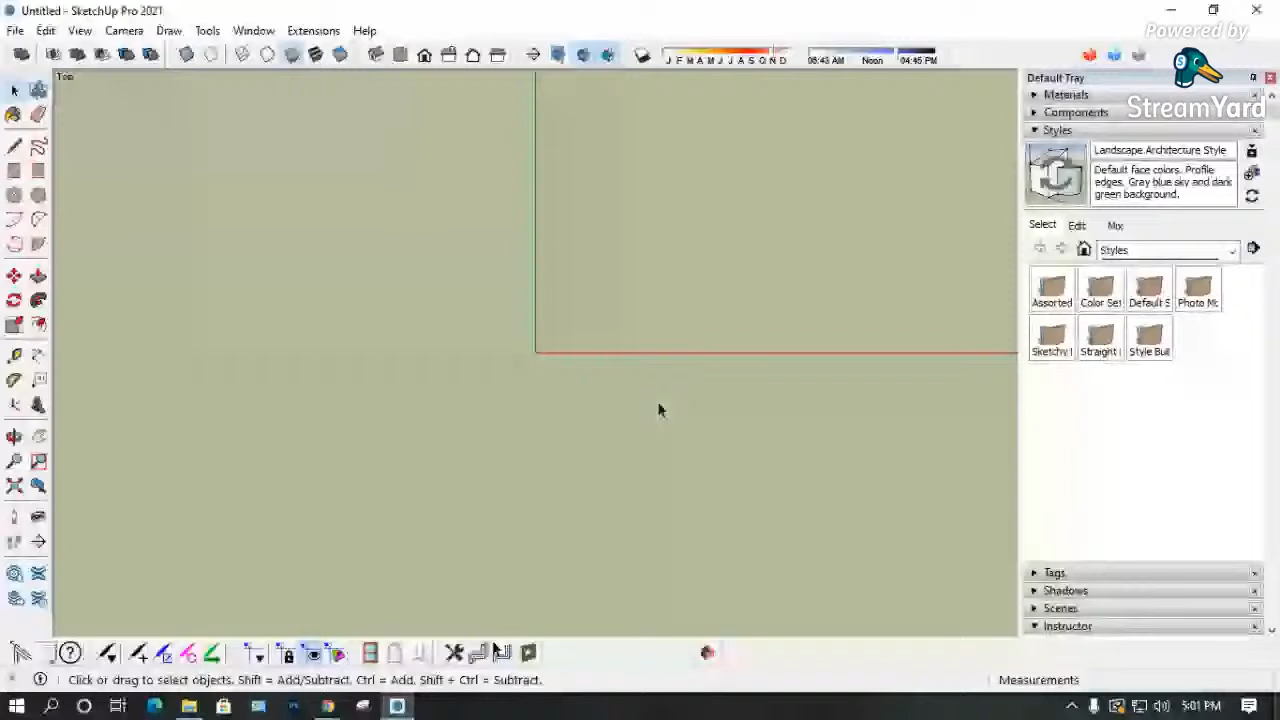 Untitled - SketchUp Pro 2021
File Edit View Camera Draw Tools Window Extensions Help
Powered by
StreamYard
J F M A M J J A S O N D
06:43 AM Noon 04:45 PM
Top
Default Tray
Materials
Components
Styles
Landscape Architecture Style
Default face colors. Profile
edges. Gray blue sky and dark
green background.
Select Edit Mix
Styles
Assorted Color Set Default S Photo Mo
Sketchy Straight Style Buil
Tags
Shadows
Scenes
Instructor
Click or drag to select objects. Shift = Add/Subtract. Ctrl = Add. Shift + Ctrl = Subtract.
Measurements
5:01 PM